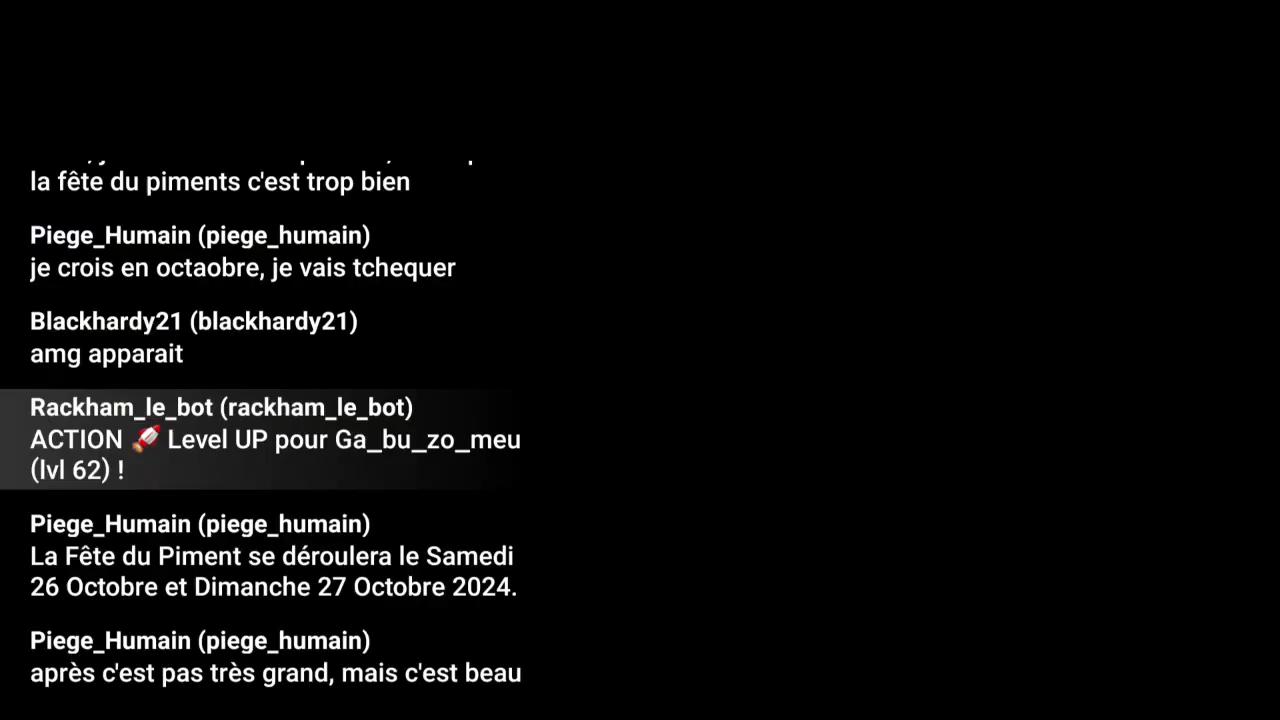 la fête du piments c'est trop bien
Piege_Humain (piege_humain)
je crois en octaobre, je vais tchequer
Blackhardy21 (blackhardy21)
amg apparait
Rackham_le_bot (rackham_le_bot)
ACTION 🚀 Level UP pour Ga_bu_zo_meu
(lvl 62) !
Piege_Humain (piege_humain)
La Fête du Piment se déroulera le Samedi
26 Octobre et Dimanche 27 Octobre 2024.
Piege_Humain (piege_humain)
après c'est pas très grand, mais c'est beau